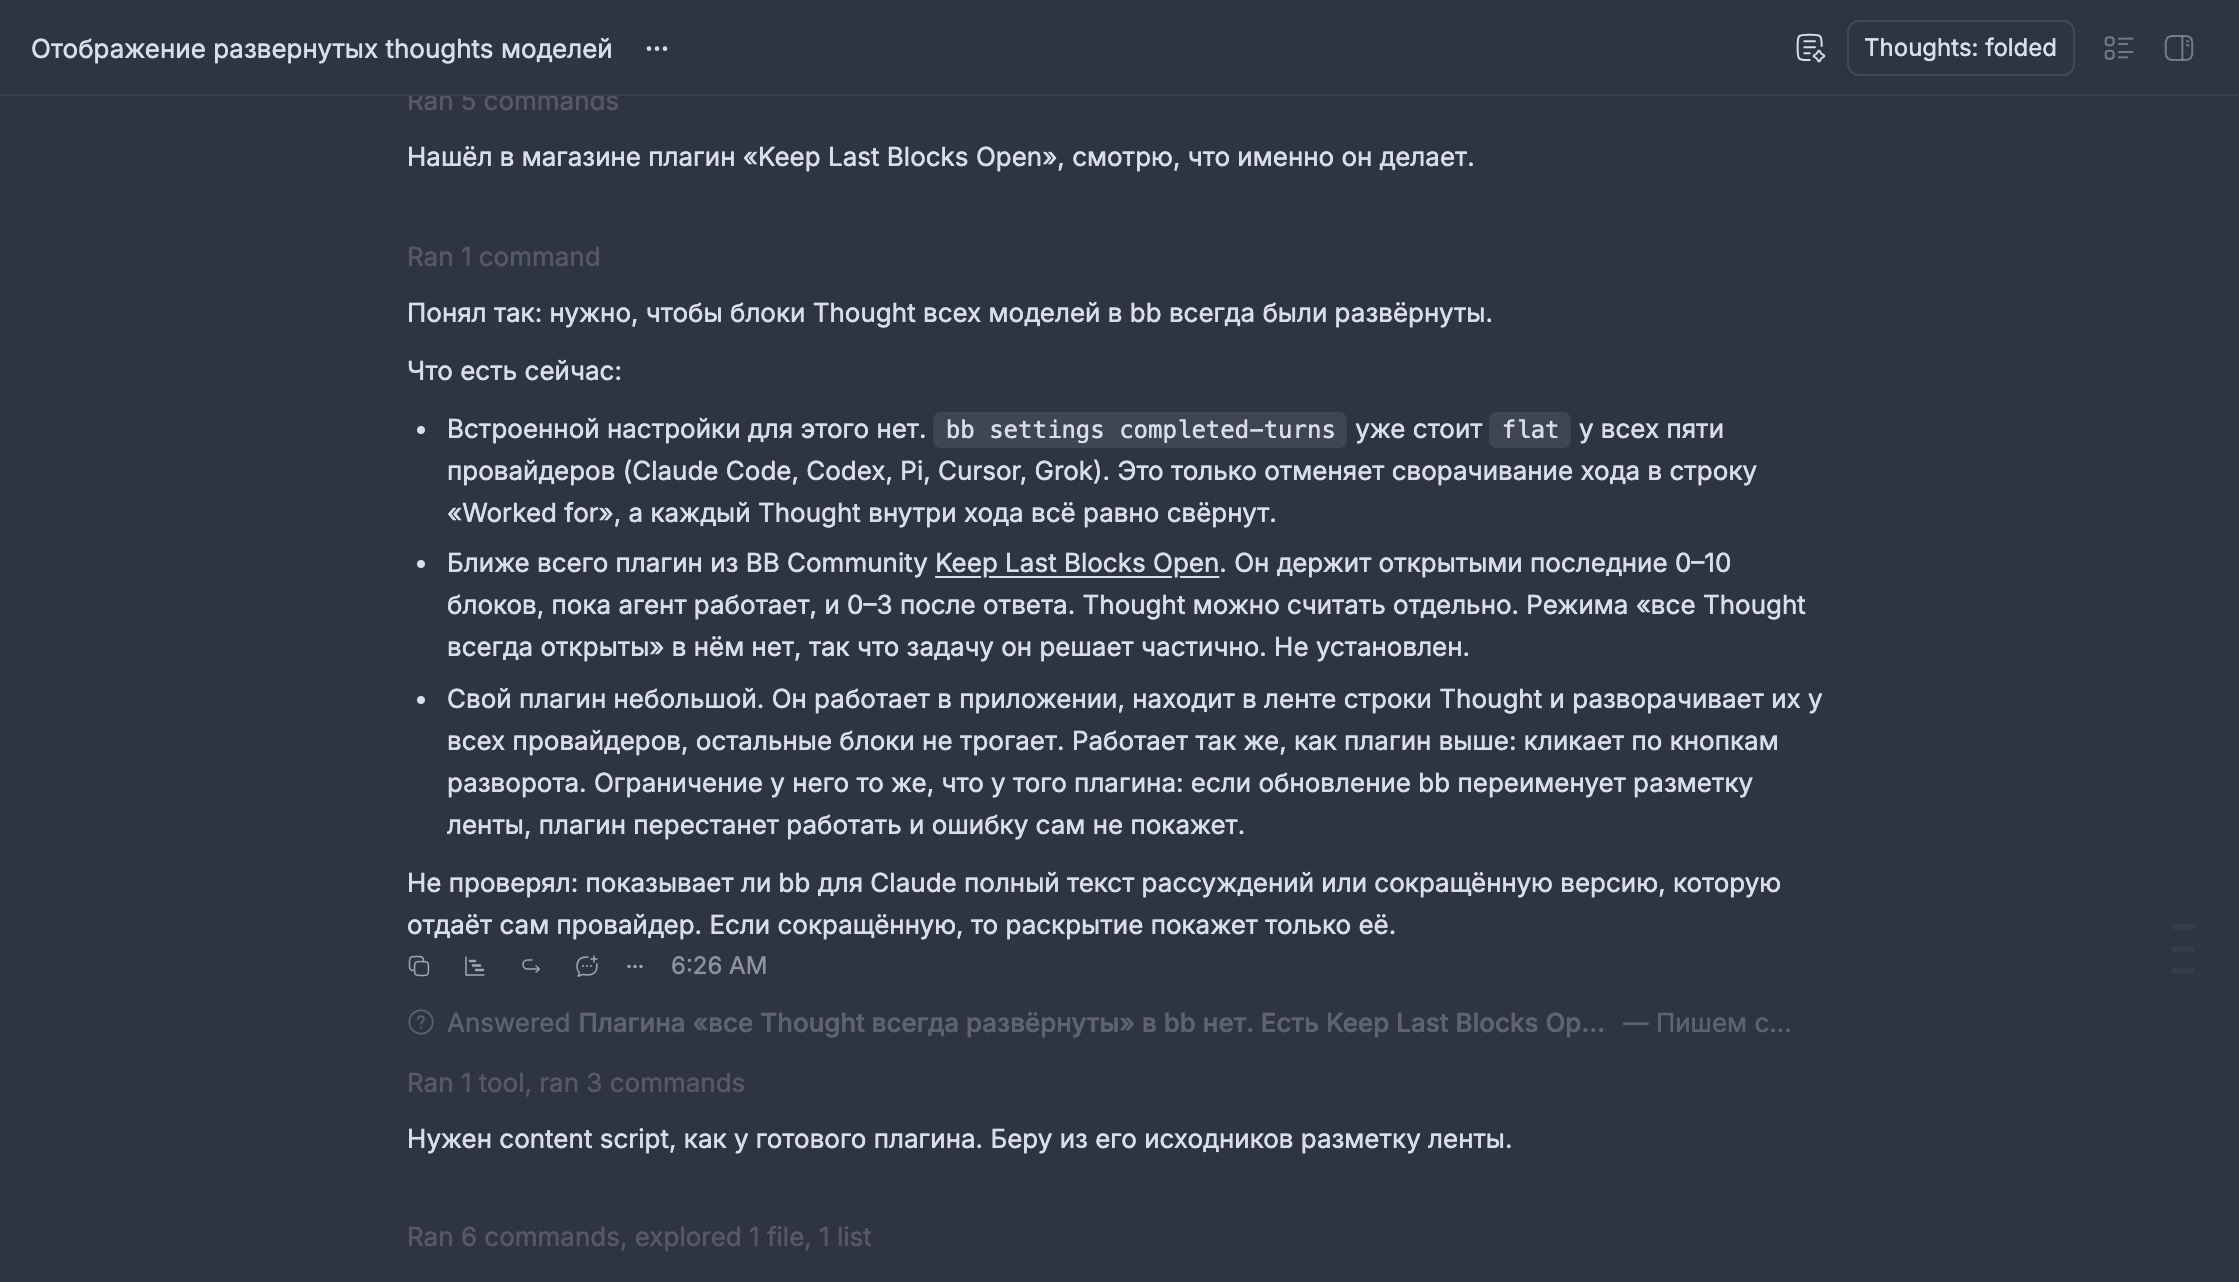 Отображение развернутых thoughts моделей
Thoughts: folded
Ran 5 commands
Нашёл в магазине плагин «Keep Last Blocks Open», смотрю, что именно он делает.
Ran 1 command
Понял так: нужно, чтобы блоки Thought всех моделей в bb всегда были развёрнуты.
Что есть сейчас:
• Встроенной настройки для этого нет. bb settings completed-turns уже стоит flat у всех пяти
провайдеров (Claude Code, Codex, Pi, Cursor, Grok). Это только отменяет сворачивание хода в строку
«Worked for», а каждый Thought внутри хода всё равно свёрнут.
• Ближе всего плагин из BB Community Keep Last Blocks Open. Он держит открытыми последние 0–10
блоков, пока агент работает, и 0–3 после ответа. Thought можно считать отдельно. Режима «все Thought
всегда открыты» в нём нет, так что задачу он решает частично. Не установлен.
• Свой плагин небольшой. Он работает в приложении, находит в ленте строки Thought и разворачивает их у
всех провайдеров, остальные блоки не трогает. Работает так же, как плагин выше: кликает по кнопкам
разворота. Ограничение у него то же, что у того плагина: если обновление bb переименует разметку
ленты, плагин перестанет работать и ошибку сам не покажет.
Не проверял: показывает ли bb для Claude полный текст рассуждений или сокращённую версию, которую
отдаёт сам провайдер. Если сокращённую, то раскрытие покажет только её.
6:26 AM
Answered Плагина «все Thought всегда развёрнуты» в bb нет. Есть Keep Last Blocks Op... — Пишем с...
Ran 1 tool, ran 3 commands
Нужен content script, как у готового плагина. Беру из его исходников разметку ленты.
Ran 6 commands, explored 1 file, 1 list